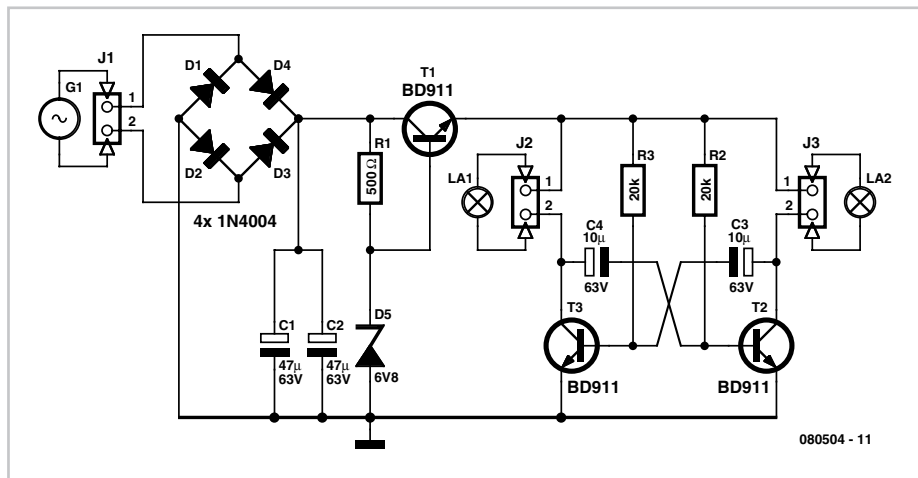 J1
G1
1
2
D1
D4
D2
D3
4x 1N4004
C1
47µ
63V
C2
47µ
63V
R1
500Ω
D5
6V8
T1
BD911
J2
LA1
1
2
R3
20k
R2
20k
J3
1
2
LA2
C4
10µ
63V
C3
10µ
63V
T3
BD911
T2
BD911
080504 - 11